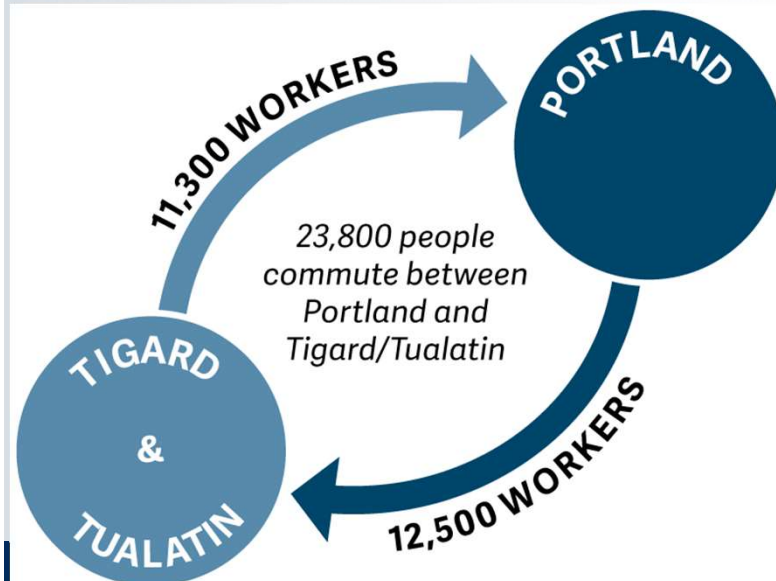 PORTLAND
11,300 WORKERS
23,800 people
commute between
Portland and
Tigard/Tualatin
TIGARD
&
TUALATIN
12,500 WORKERS